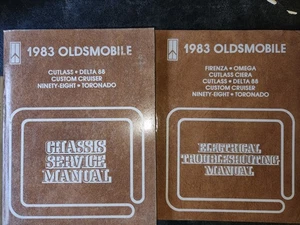 1983 OLDSMOBILE
CUTLASS • DELTA 88
CUSTOM CRUISER
NINETY-EIGHT • TORONADO
CHASSIS
SERVICE
MANUAL
1983 OLDSMOBILE
FIRENZA • OMEGA
CUTLASS CIERA
CUTLASS • DELTA 88
CUSTOM CRUISER
NINETY-EIGHT • TORONADO
ELECTRICAL
TROUBLESHOOTING
MANUAL